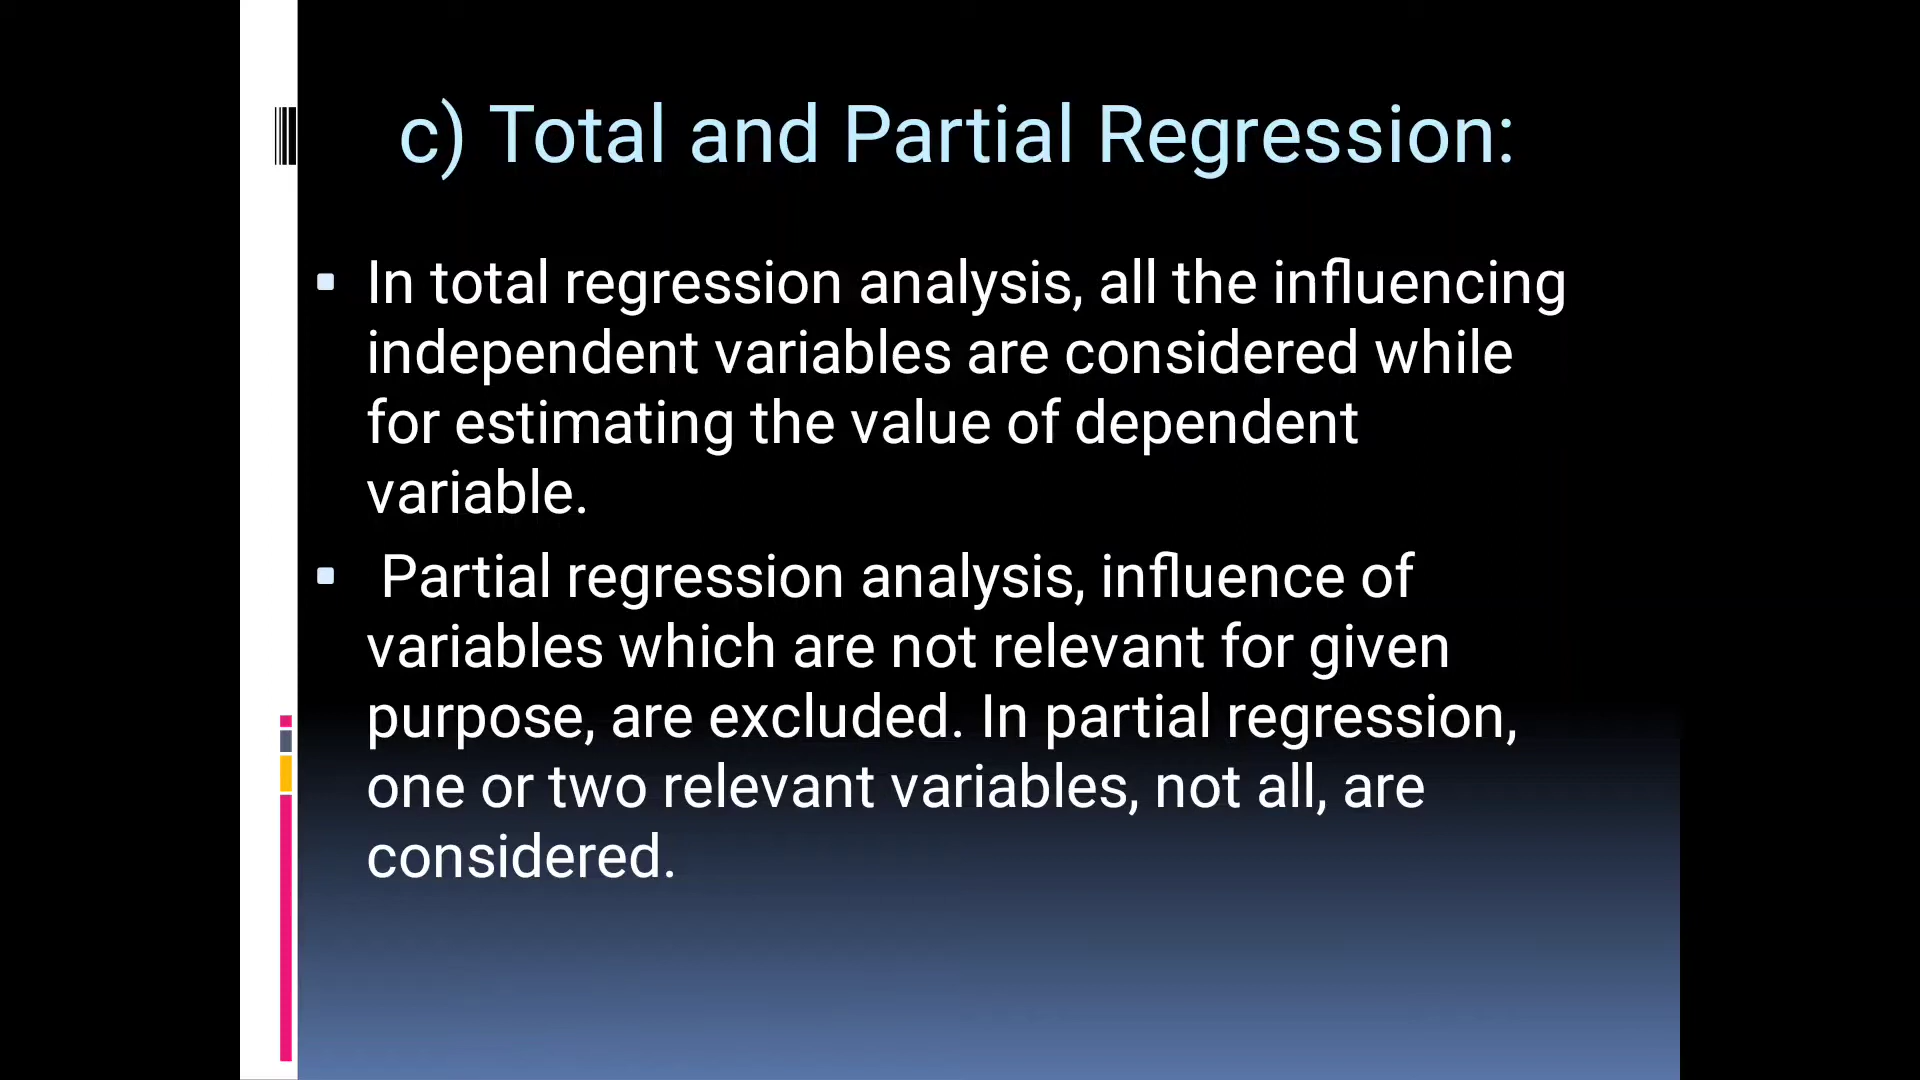 c) Total and Partial Regression:
▪ In total regression analysis, all the influencing
independent variables are considered while
for estimating the value of dependent
variable.
▪ Partial regression analysis, influence of
variables which are not relevant for given
purpose, are excluded. In partial regression,
one or two relevant variables, not all, are
considered.